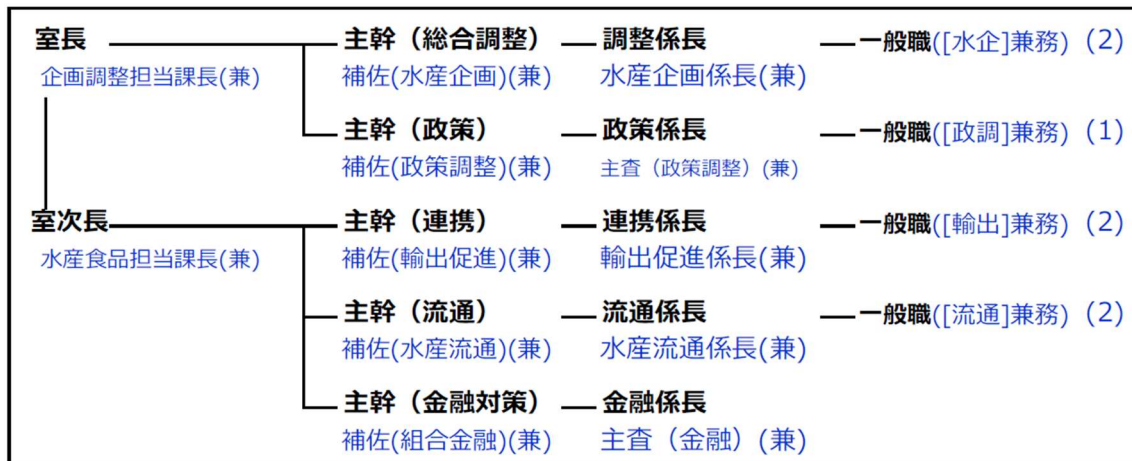 室長 主幹（総合調整） 調整係長 一般職([水企]兼務) (2)
企画調整担当課長(兼) 補佐(水産企画)(兼) 水産企画係長(兼)
主幹（政策） 政策係長 一般職([政調]兼務) (1)
補佐(政策調整)(兼) 主査（政策調整）(兼)
室次長 主幹（連携） 連携係長 一般職([輸出]兼務) (2)
水産食品担当課長(兼) 補佐(輸出促進)(兼) 輸出促進係長(兼)
主幹（流通） 流通係長 一般職([流通]兼務) (2)
補佐(水産流通)(兼) 水産流通係長(兼)
主幹（金融対策） 金融係長
補佐(組合金融)(兼) 主査（金融）(兼)